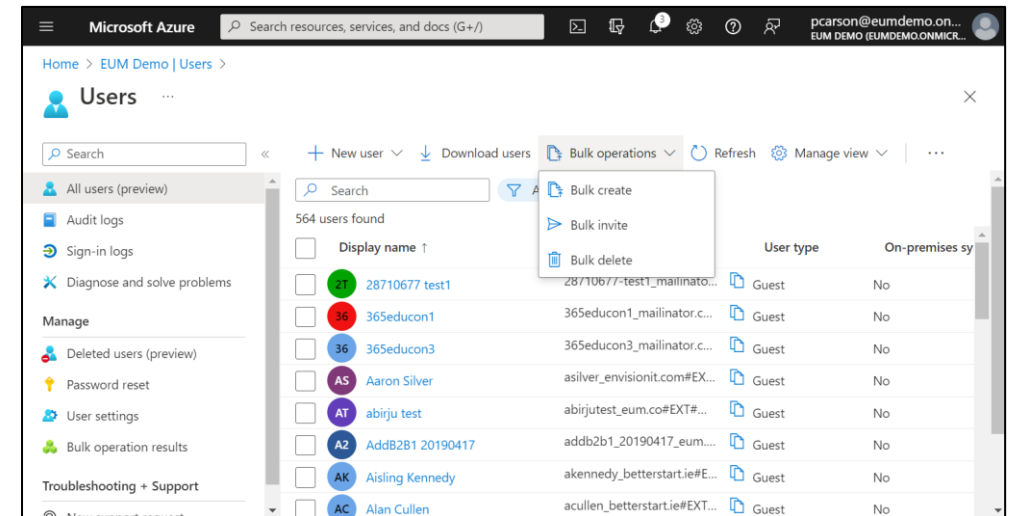 Microsoft Azure
Search resources, services, and docs (G+/)
3
pcarson@eumdemo.on...
EUM DEMO (EUMDEMO.ONMICR...
Home > EUM Demo | Users >
Users ...
Search
New user
Download users
Bulk operations
Refresh
Manage view
...
All users (preview)
Audit logs
Sign-in logs
Diagnose and solve problems
Manage
Deleted users (preview)
Password reset
User settings
Bulk operation results
Troubleshooting + Support
New support request
Search
Bulk create
Bulk invite
Bulk delete
564 users found
Display name ↑ User type On-premises sy
2T 28710677 test1 28710677-test1_mailinato... Guest No
36 365educon1 365educon1_mailinator.c... Guest No
36 365educon3 365educon3_mailinator.c... Guest No
AS Aaron Silver asilver_envisionit.com#EX... Guest No
AT abirju test abirjutest_eum.co#EXT#... Guest No
A2 AddB2B1 20190417 addb2b1_20190417_eum.... Guest No
AK Aisling Kennedy akennedy_betterstart.ie#E... Guest No
AC Alan Cullen acullen_betterstart.ie#EXT... Guest No